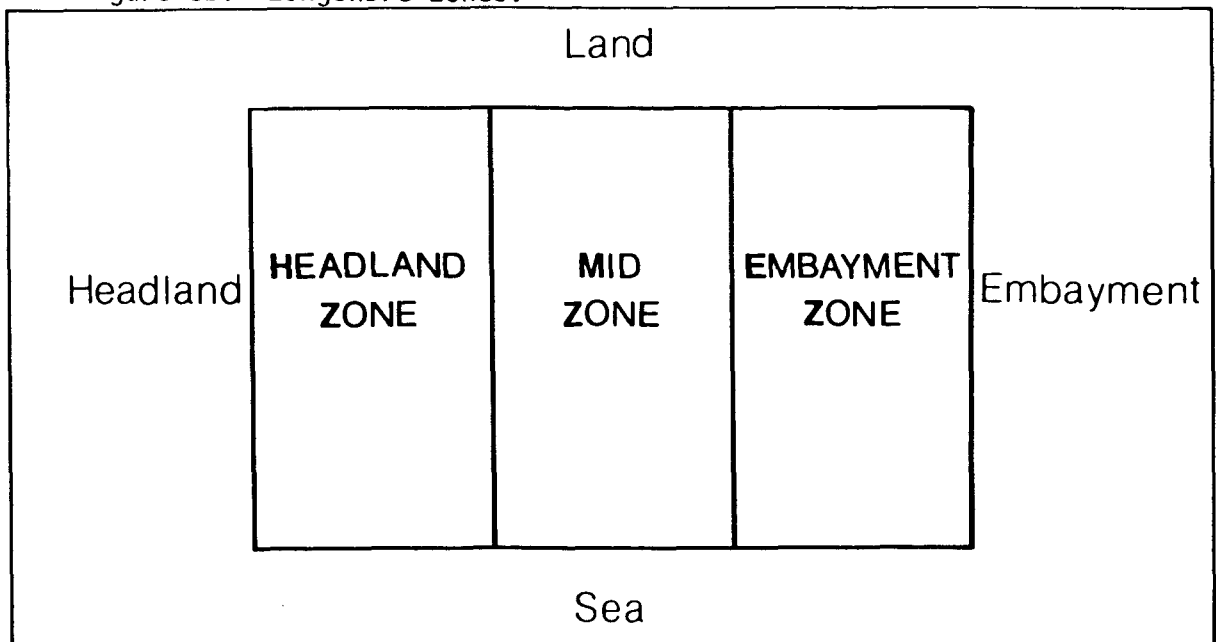 Land
Headland
HEADLAND
ZONE
MID
ZONE
EMBAYMENT
ZONE
Embayment
Sea